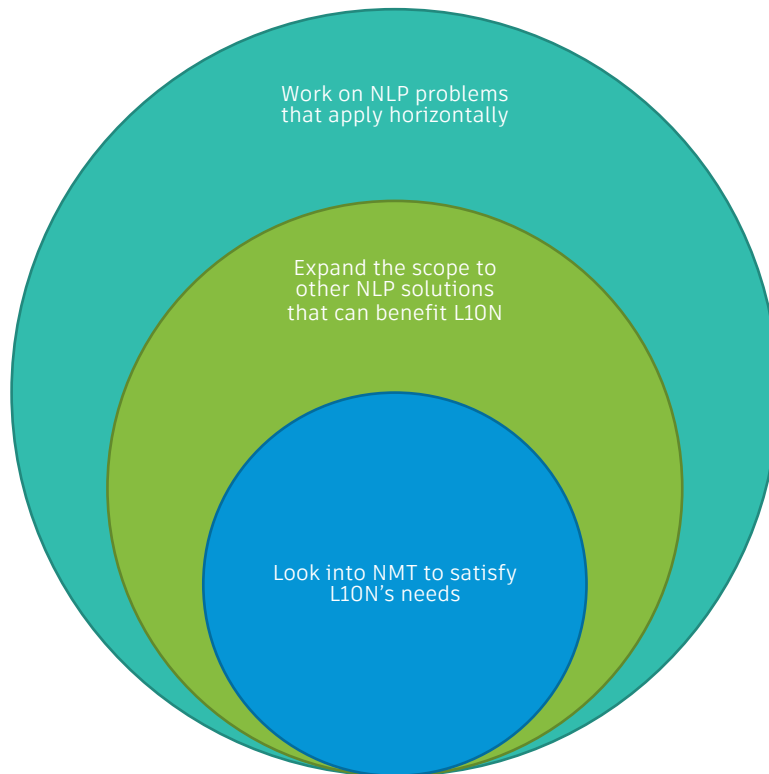 Work on NLP problems
that apply horizontally
Expand the scope to
other NLP solutions
that can benefit L10N
Look into NMT to satisfy
L10N’s needs